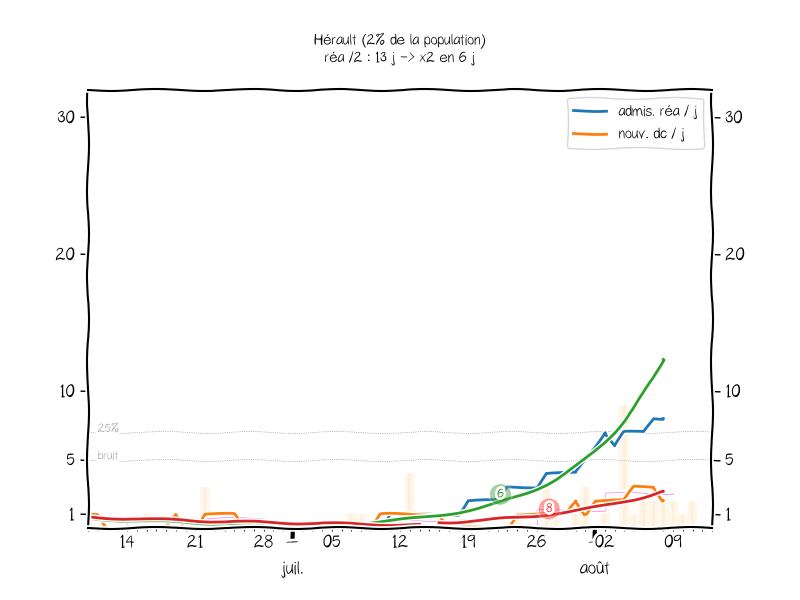 Hérault (2% de la population)
réa /2 : 13 j -> x2 en 6 j
admis. réa / j
nouv. dc / j
30
30
20
20
10
10
25%
5
5
bruit
6
8
1
1
14 21 28 05 12 19 26 02 09
juil. août